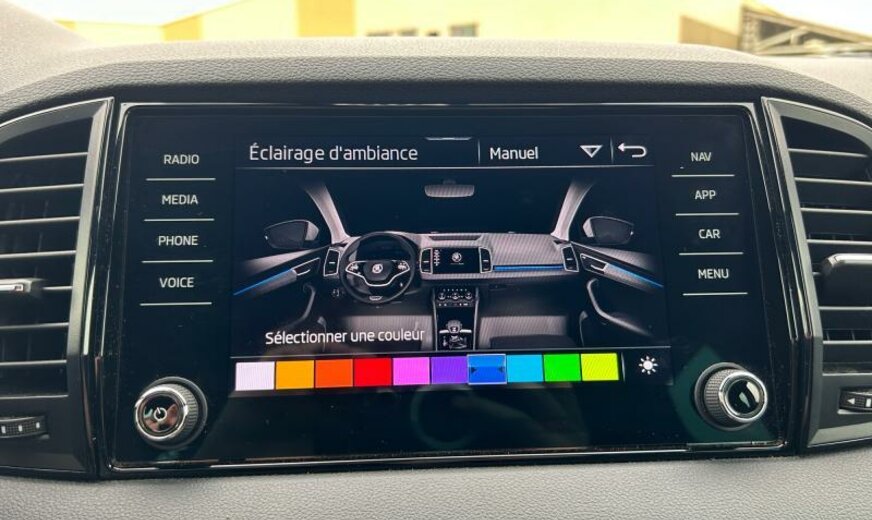 Éclairage d'ambiance
Manuel
RADIO
MEDIA
PHONE
VOICE
NAV
APP
CAR
MENU
Sélectionner une couleur